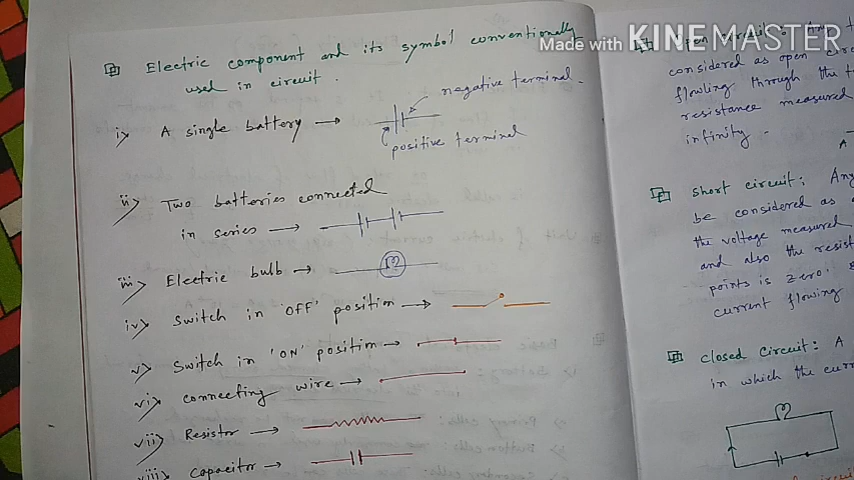 Electric component and its symbol conventionally
used in circuit.
i) A single battery →
negative terminal.
positive terminal
ii) Two batteries connected
in series →
iii) Electric bulb →
iv) Switch in 'OFF' position →
v) Switch in 'ON' position →
vi) connecting wire →
vii) Resistor →
viii) Capacitor →
Made with KINEMASTER
Open
considered as open
flowing through the
resistance measured
infinity.
A
Short circuit: Any
be considered as
the voltage measured
and also the resist
points is zero.
current flowing
Closed Circuit: A
in which the curr